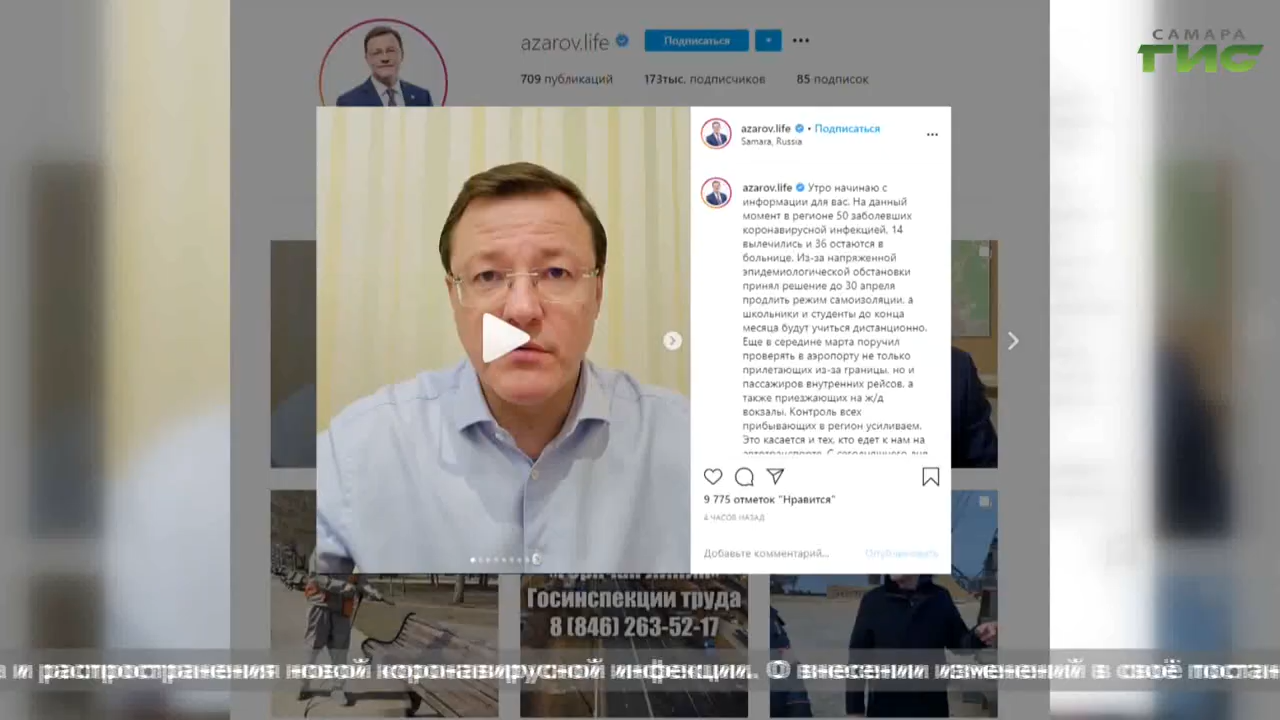 САМАРА
ГИС
azarov.life
Подписаться
709 публикаций
173тыс. подписчиков
85 подписок
azarov.life • Подписаться
Samara, Russia
azarov.life Утро начинаю с
информации для вас. На данный
момент в регионе 50 заболевших
коронавирусной инфекцией, 14
вылечились и 36 остаются в
больнице. Из-за напряженной
эпидемиологической обстановки
принял решение до 30 апреля
продлить режим самоизоляции, а
школьники и студенты до конца
месяца будут учиться дистанционно.
Еще в середине марта поручил
проверять в аэропорту не только
прилетающих из-за границы, но и
пассажиров внутренних рейсов, а
также приезжающих на ж/д
вокзалы. Контроль всех
прибывающих в регион усиливаем.
Это касается и тех, кто едет к нам на
автотранспорте. С сегодняшнего дня
9 775 отметок "Нравится"
4 ЧАСОВ НАЗАД
Добавьте комментарий...
Опубликовать
Госинспекции труда
8 (846) 263-52-17
а и распространения новой коронавирусной инфекции. О внесении изменений в своё постан